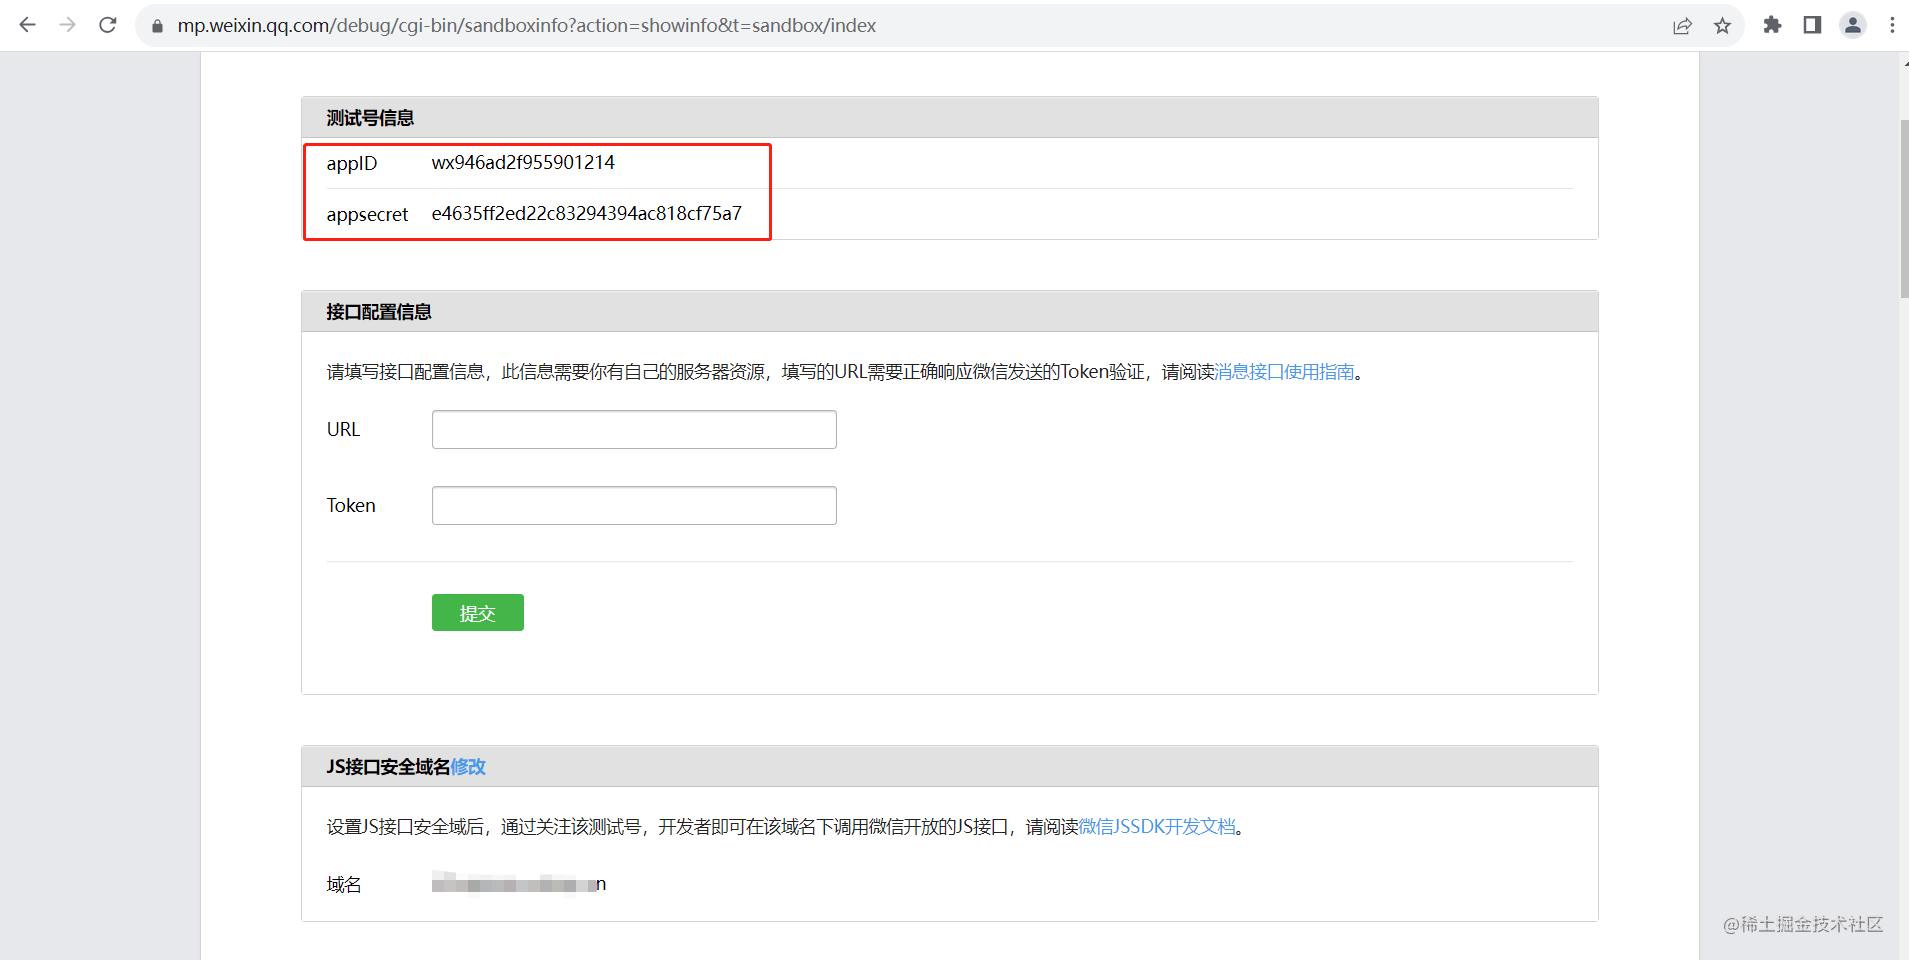 mp.weixin.qq.com/debug/cgi-bin/sandboxinfo?action=showinfo&t=sandbox/index
测试号信息
appID wx946ad2f955901214
appsecret e4635ff2ed22c83294394ac818cf75a7
接口配置信息
请填写接口配置信息，此信息需要你有自己的服务器资源，填写的URL需要正确响应微信发送的Token验证，请阅读消息接口使用指南。
URL
Token
提交
JS接口安全域名修改
设置JS接口安全域后，通过关注该测试号，开发者即可在该域名下调用微信开放的JS接口，请阅读微信JSSDK开发文档。
域名 n
@稀土掘金技术社区